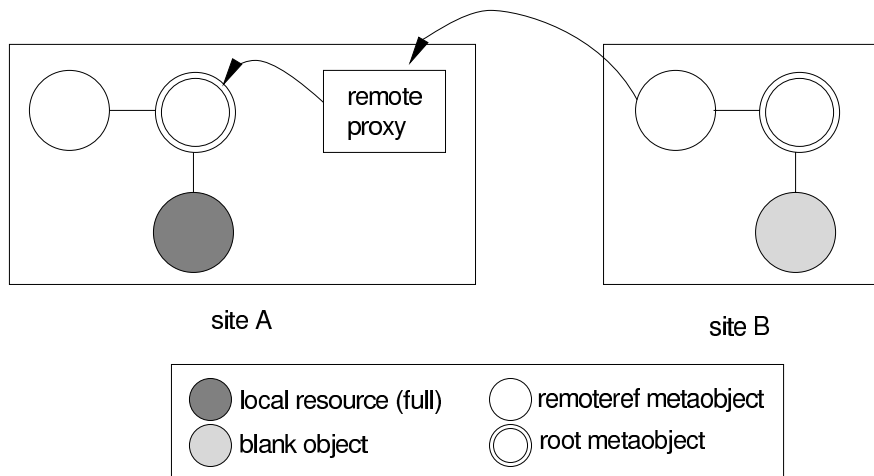 remote
proxy
site A
site B
local resource (full)
remoteref metaobject
blank object
root metaobject